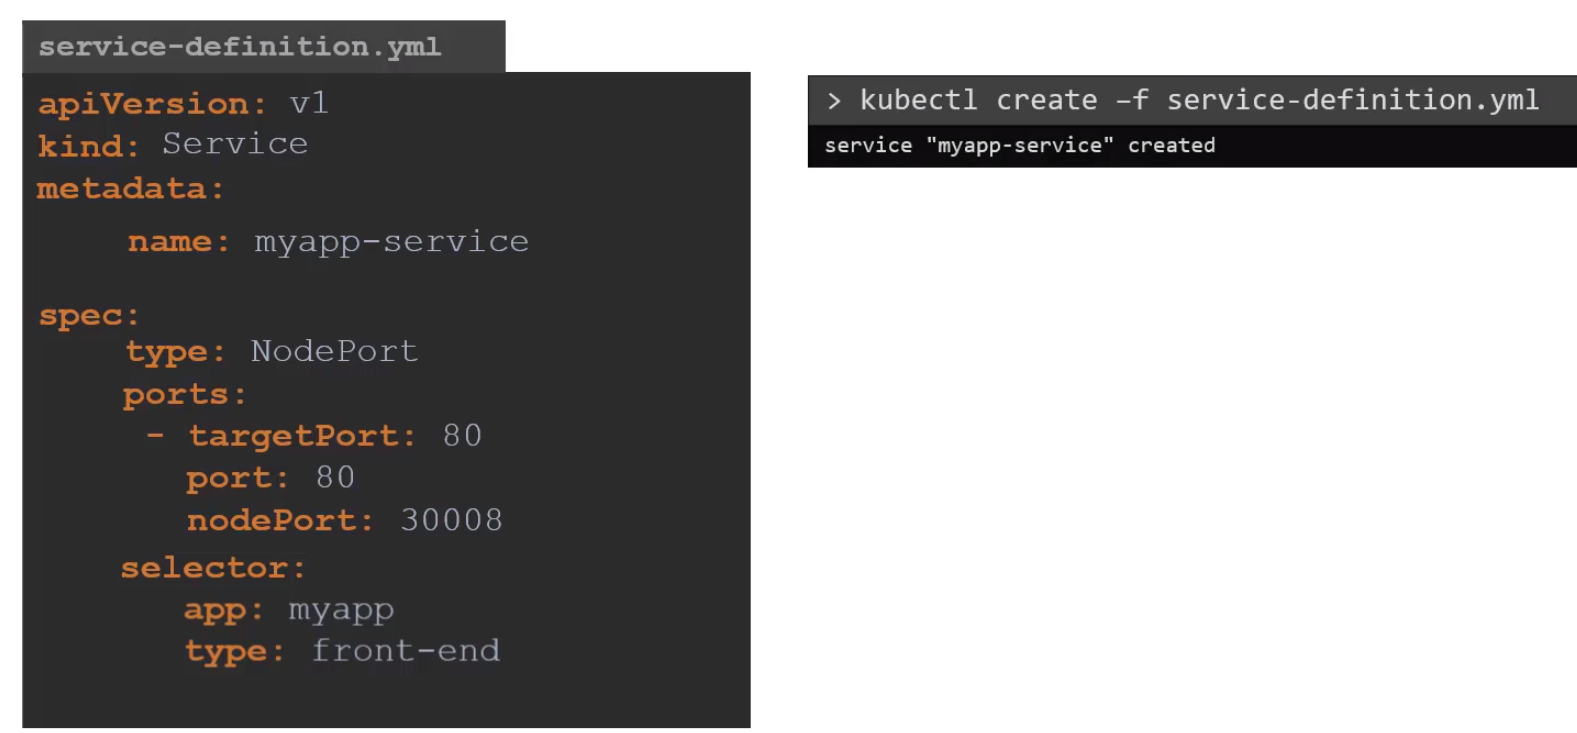 service-definition.yml
apiVersion: v1
kind: Service
metadata:
name: myapp-service
spec:
type: NodePort
ports:
- targetPort: 80
port: 80
nodePort: 30008
selector:
app: myapp
type: front-end
> kubectl create –f service-definition.yml
service "myapp-service" created